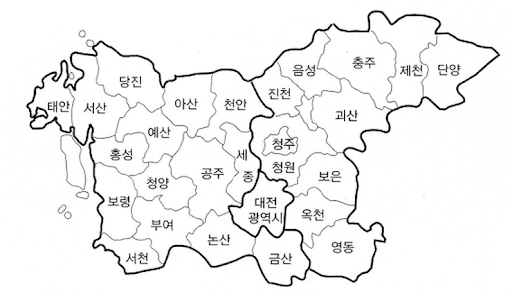 단양
제천
충주
음성
당진
진천
태안
서산
아산
천안
괴산
예산
청주
홍성
세
종
청원
공주
보은
청양
보령
대전
광역시
옥천
부여
논산
영동
서천
금산